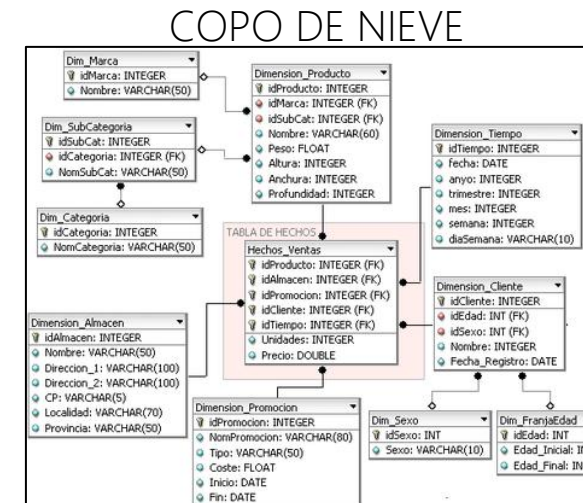 COPO DE NIEVE
Dim_Marca
idMarca: INTEGER
Nombre: VARCHAR(50)
Dimension_Producto
idProducto: INTEGER
idMarca: INTEGER (FK)
idSubCat: INTEGER (FK)
Nombre: VARCHAR(60)
Peso: FLOAT
Altura: INTEGER
Anchura: INTEGER
Profundidad: INTEGER
Dim_SubCategoria
idSubCat: INTEGER
idCategoria: INTEGER (FK)
NomSubCat: VARCHAR(50)
Dimension_Tiempo
idTiempo: INTEGER
fecha: DATE
anyo: INTEGER
trimestre: INTEGER
mes: INTEGER
semana: INTEGER
diaSemana: VARCHAR(10)
Dim_Categoria
idCategoria: INTEGER
NomCategoria: VARCHAR(50)
TABLA DE HECHOS
Hechos_Ventas
idProducto: INTEGER (FK)
idAlmacen: INTEGER (FK)
idPromocion: INTEGER (FK)
idCliente: INTEGER (FK)
idTiempo: INTEGER (FK)
Unidades: INTEGER
Precio: DOUBLE
Dimension_Cliente
idCliente: INTEGER
idEdad: INT (FK)
idSexo: INT (FK)
Nombre: INTEGER
Fecha_Registro: DATE
Dimension_Almacen
idAlmacen: INTEGER
Nombre: VARCHAR(50)
Direccion_1: VARCHAR(100)
Direccion_2: VARCHAR(100)
CP: VARCHAR(5)
Localidad: VARCHAR(70)
Provincia: VARCHAR(50)
Dimension_Promocion
idPromocion: INTEGER
NomPromocion: VARCHAR(80)
Tipo: VARCHAR(50)
Coste: FLOAT
Inicio: DATE
Fin: DATE
Dim_Sexo
idSexo: INT
Sexo: VARCHAR(10)
Dim_FranjaEdad
idEdad: INT
Edad_Inicial:
Edad_Final: